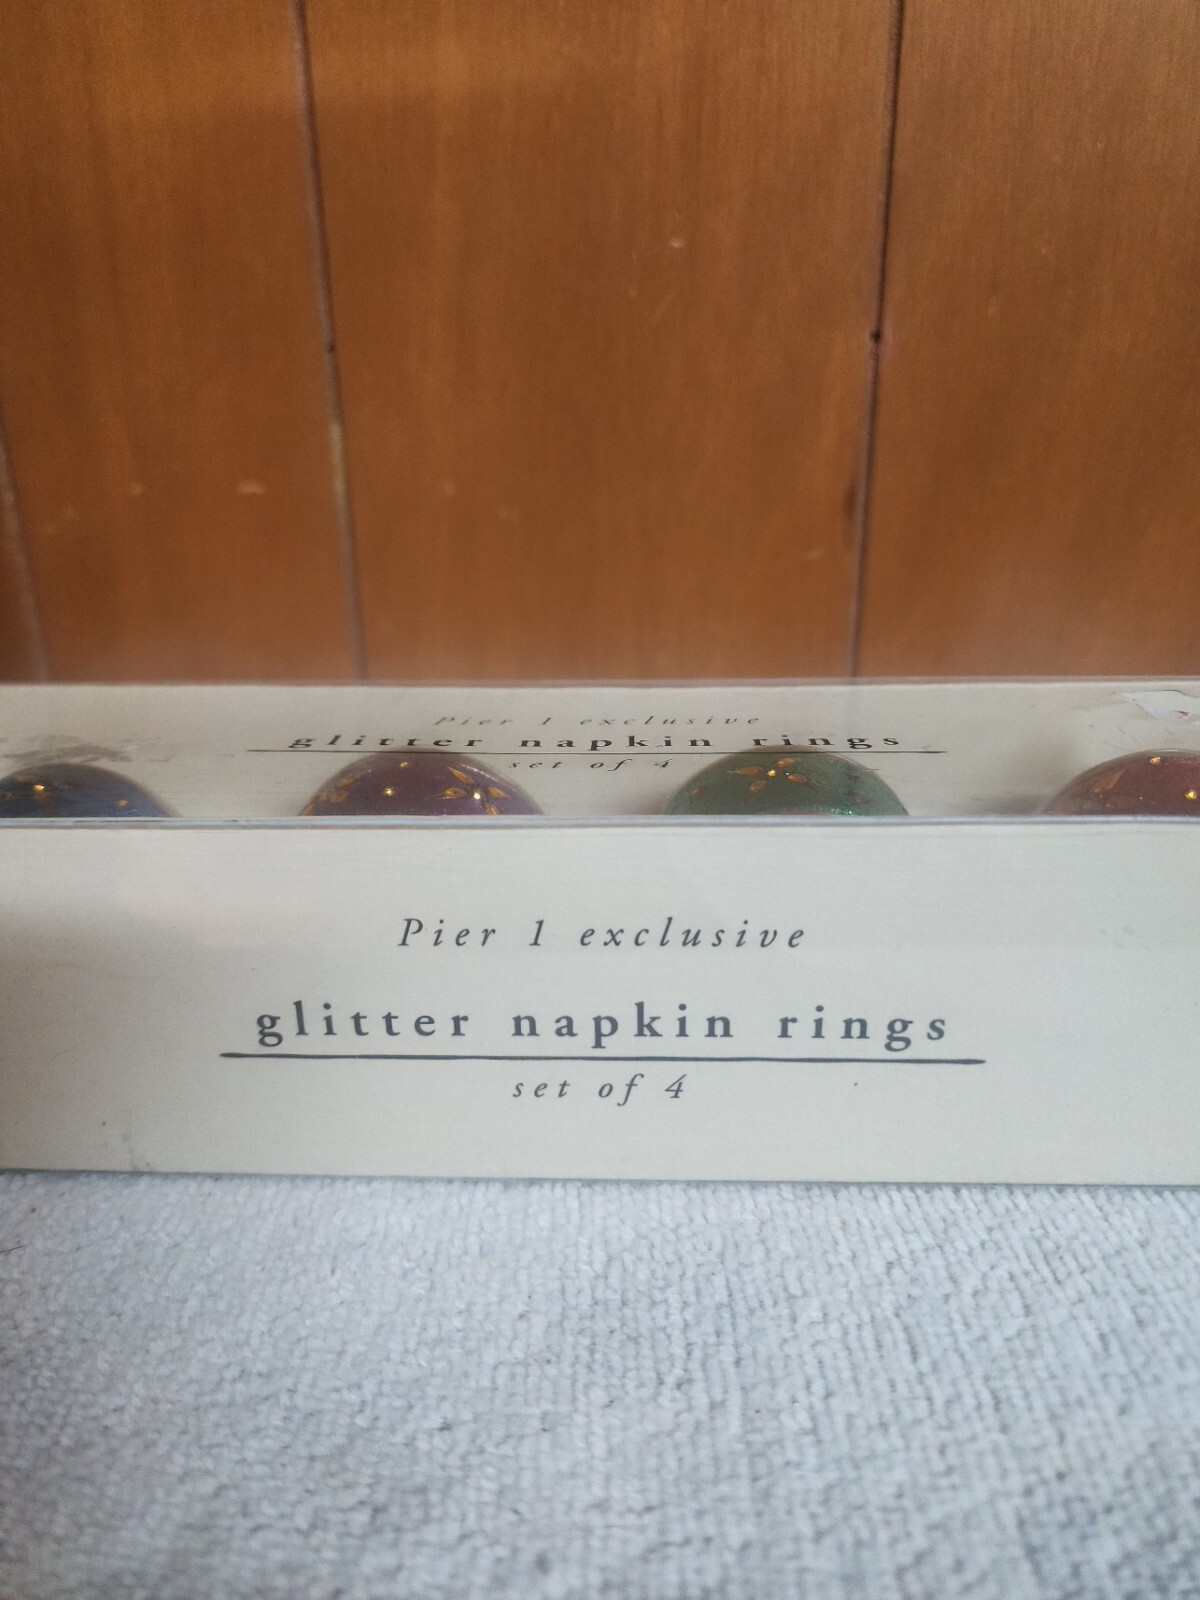 Pier 1 exclusive
glitter napkin rings
set of 4
Pier 1 exclusive
glitter napkin rings
set of 4